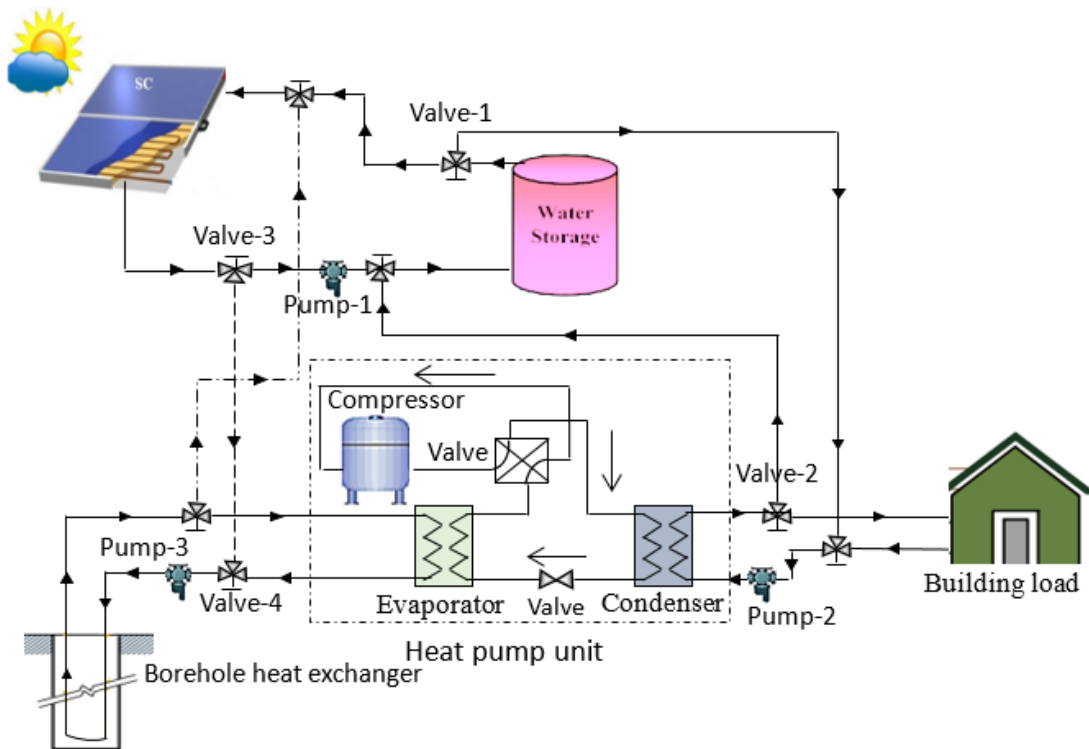 SC
Valve-1
Water
Storage
Valve-3
Pump-1
Compressor
Valve
Valve-2
Pump-3
Valve-4
Evaporator
Valve
Condenser
Pump-2
Building load
Heat pump unit
Borehole heat exchanger